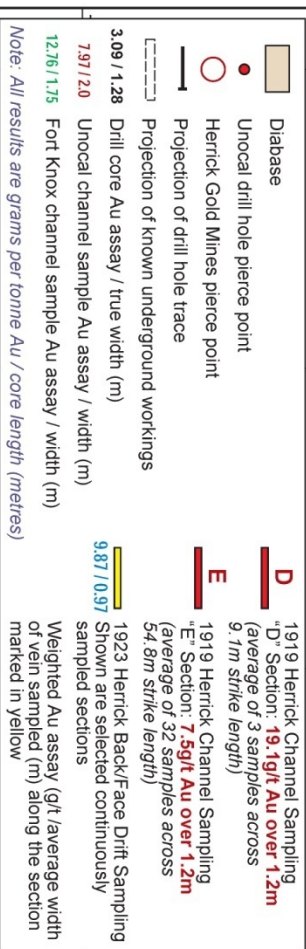 Diabase
Unocal drill hole pierce point
Herrick Gold Mines pierce point
Projection of drill hole trace
Projection of known underground workings
3.09 / 1.28 Drill core Au assay / true width (m)
7.97 / 2.0 Unocal channel sample Au assay / width (m)
12.76 / 1.75 Fort Knox channel sample Au assay / width (m)
Note: All results are grams per tonne Au / core length (metres)
D 1919 Herrick Channel Sampling
"D" Section: 19.1g/t Au over 1.2m
(average of 3 samples across
9.1m strike length)
E 1919 Herrick Channel Sampling
"E" Section: 7.5g/t Au over 1.2m
(average of 32 samples across
54.8m strike length)
1923 Herrick Back/Face Drift Sampling
9.87 / 0.97 Shown are selected continuously
sampled sections
Weighted Au assay (g/t /average width
of vein sampled (m) along the section
marked in yellow